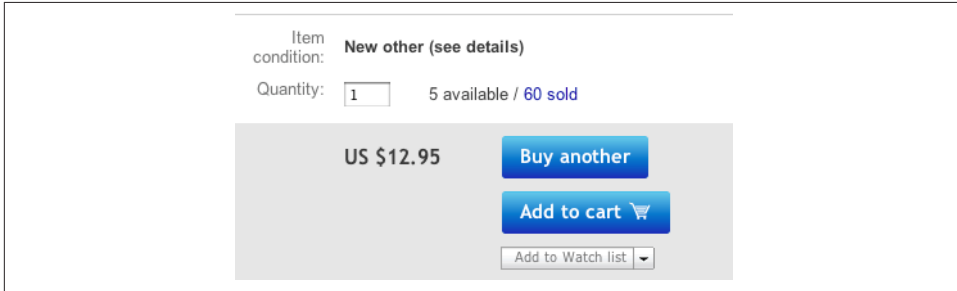 Item
condition:
New other (see details)
Quantity:
1
5 available / 60 sold
US $12.95
Buy another
Add to cart
Add to Watch list